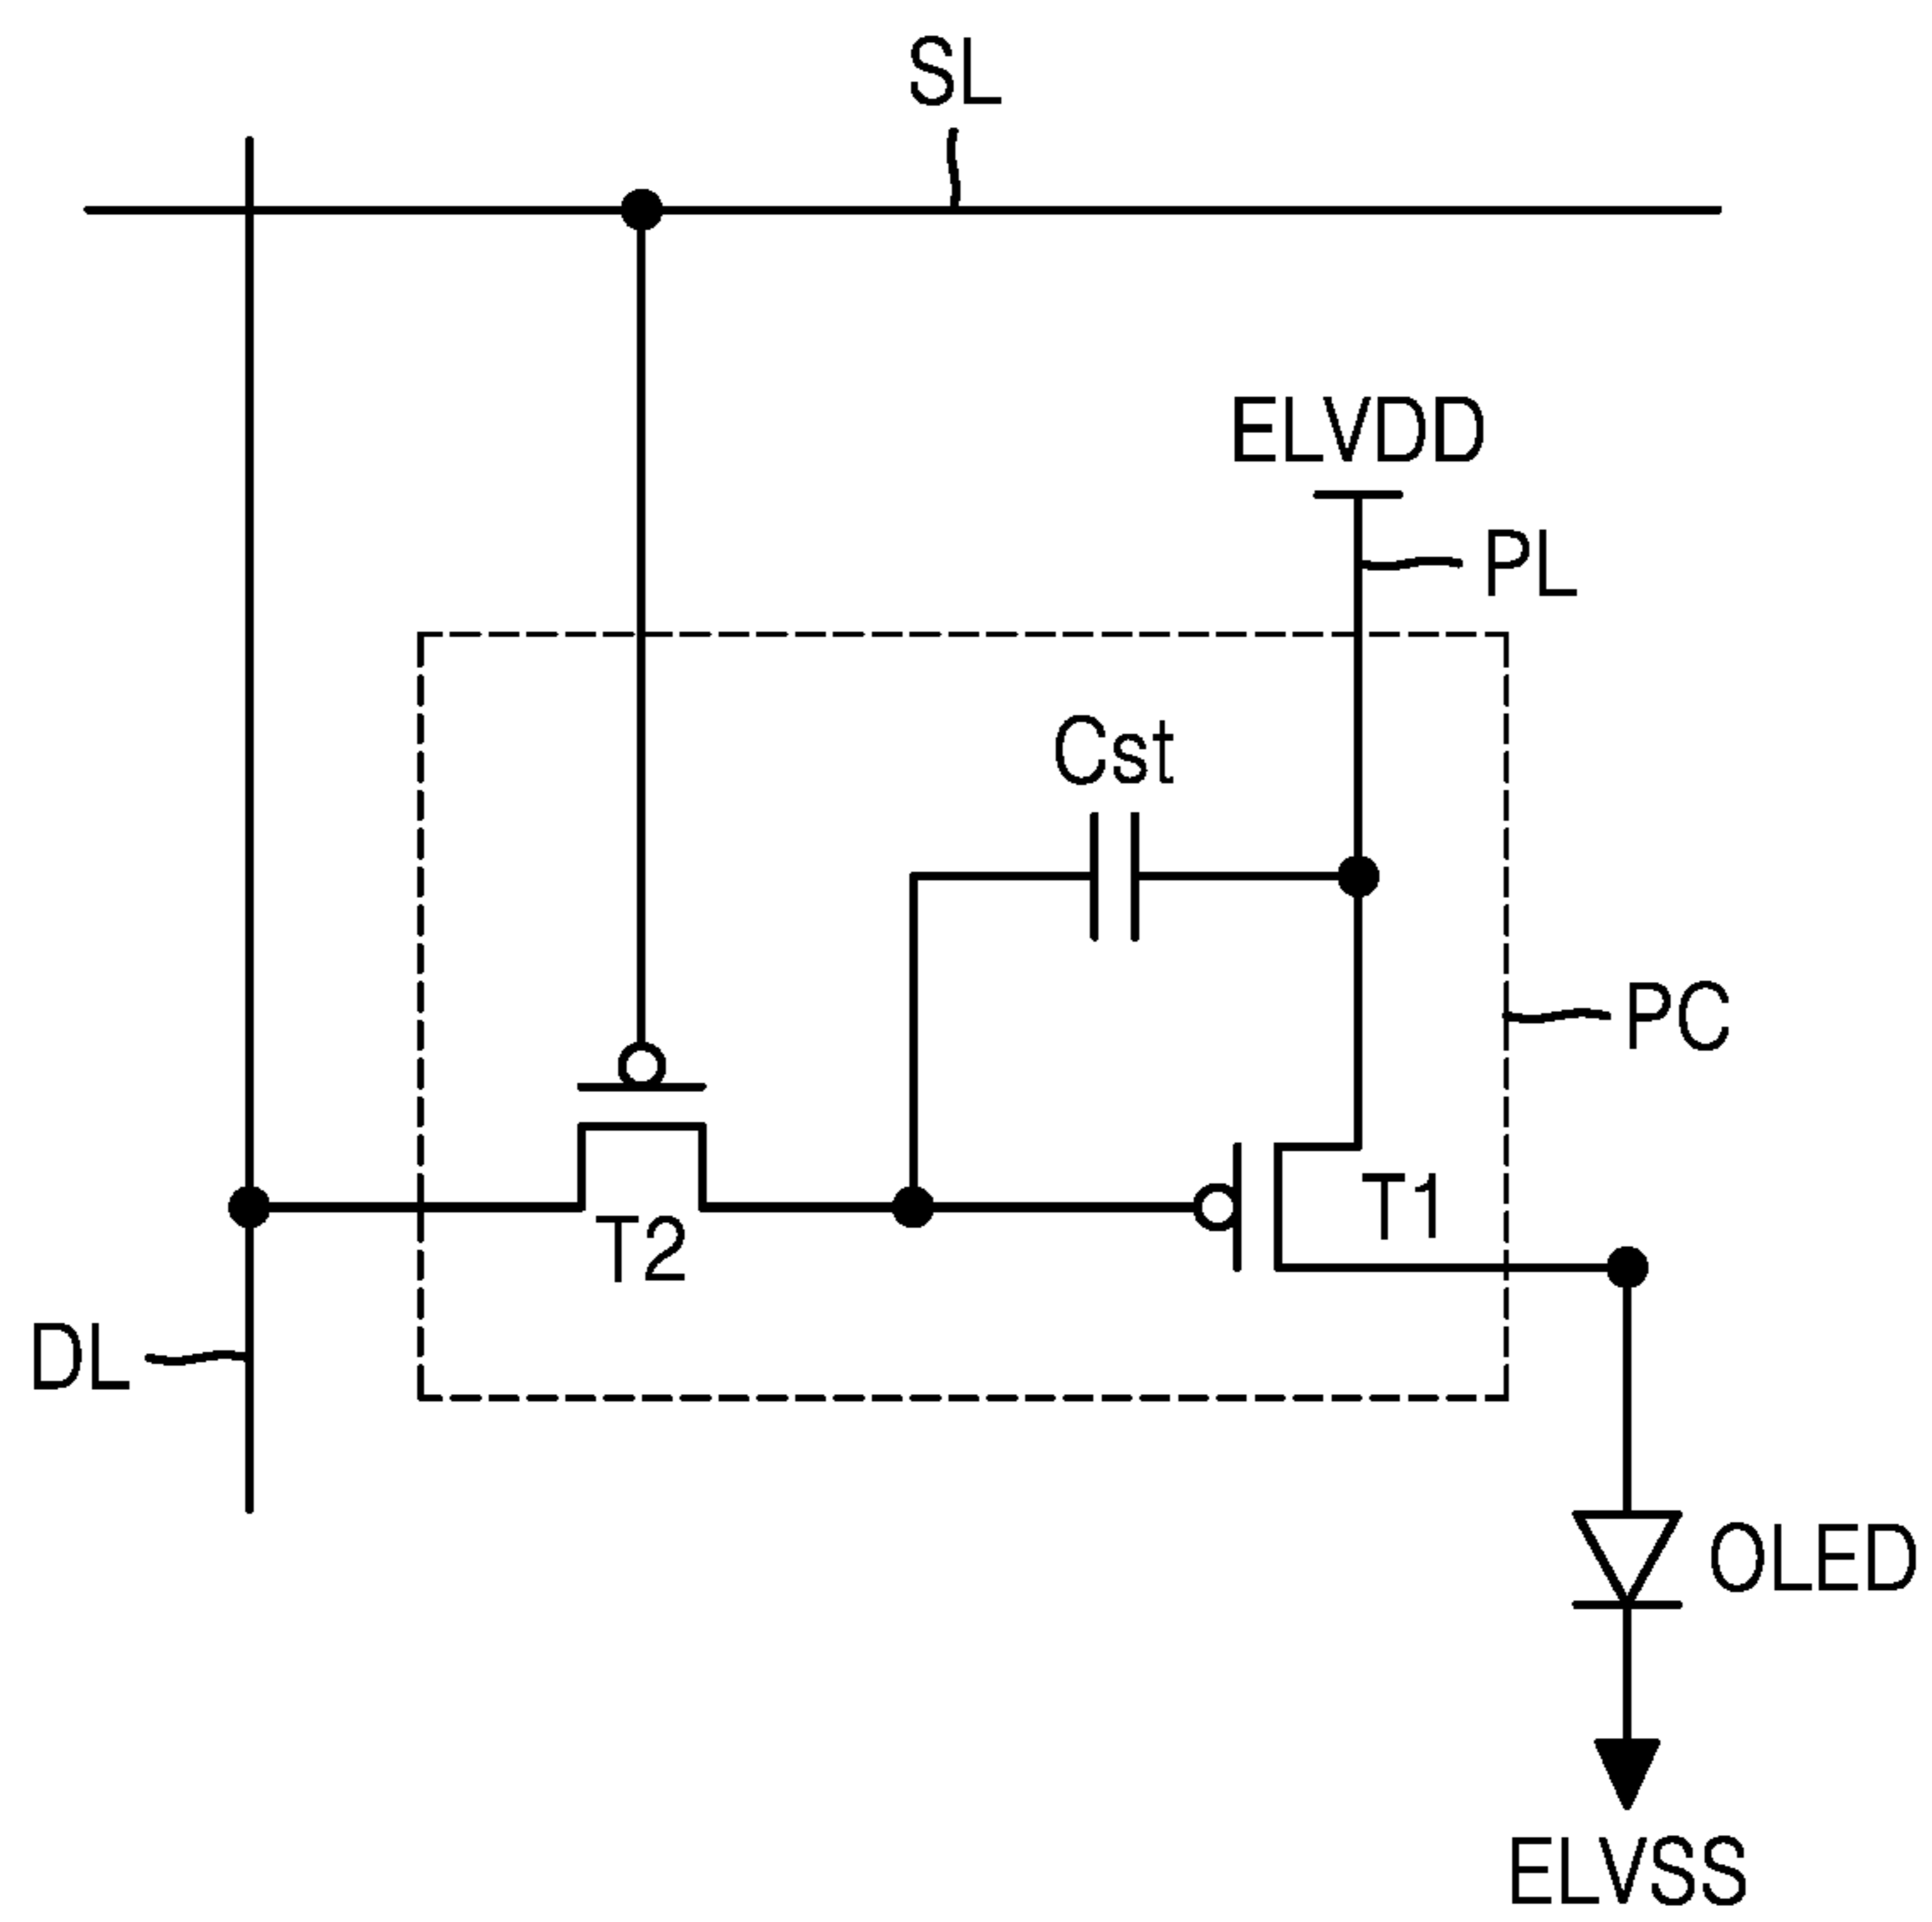 SL
ELVDD
PL
Cst
PC
T1
T2
DL
OLED
ELVSS